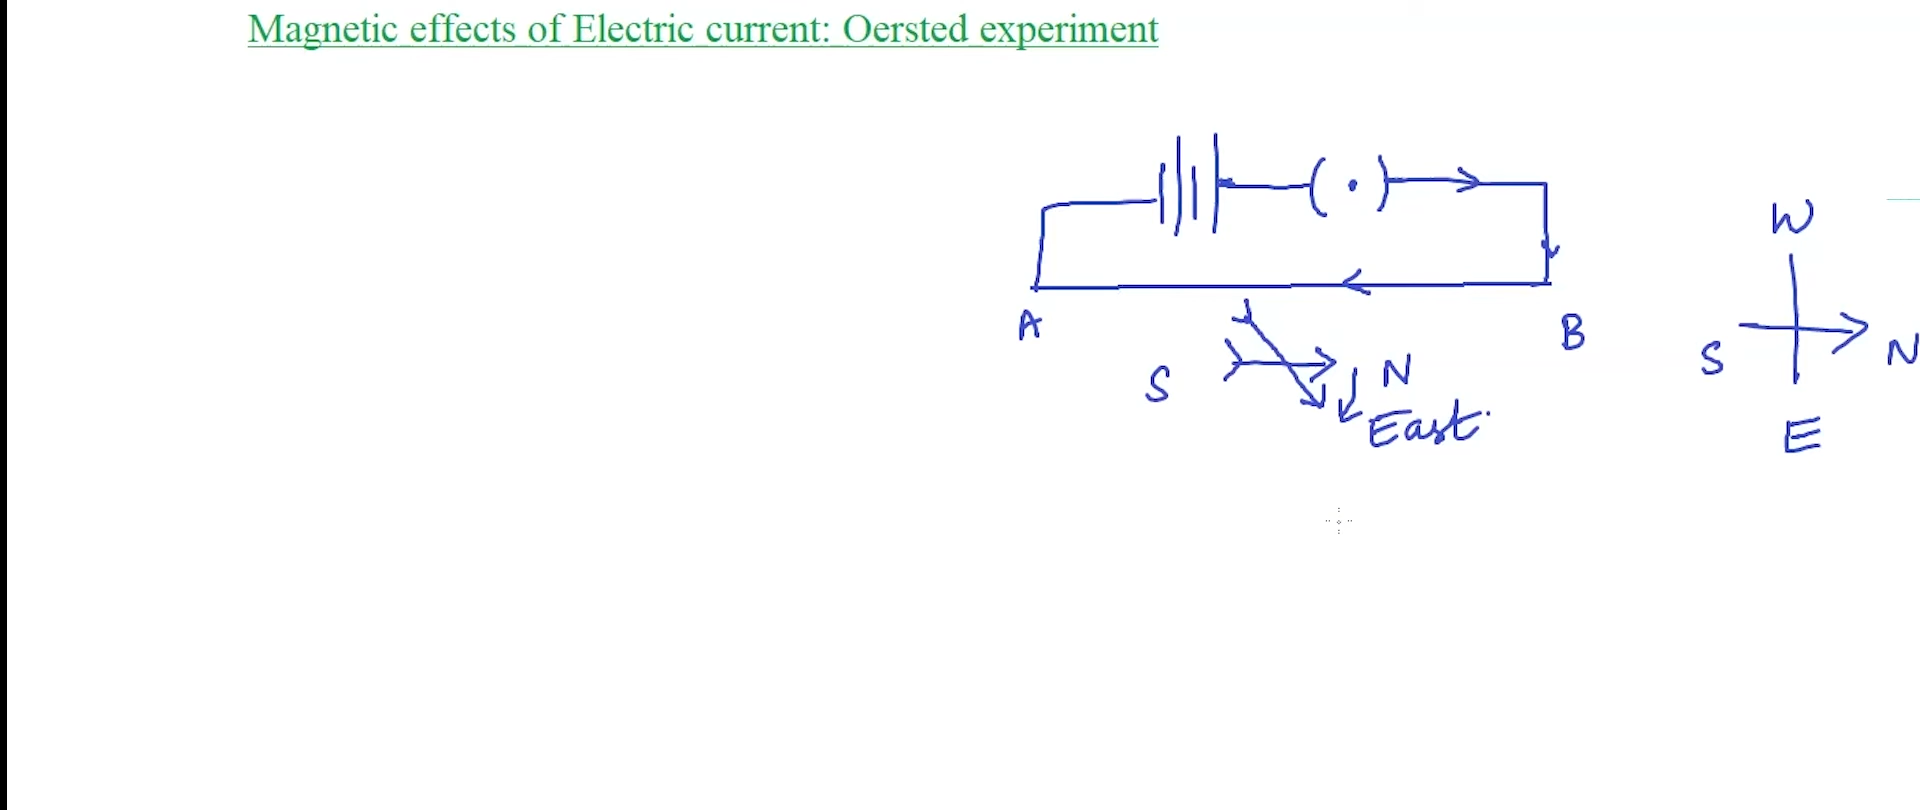 Magnetic effects of Electric current: Oersted experiment
W
A
B
S
N
S
N
East
E